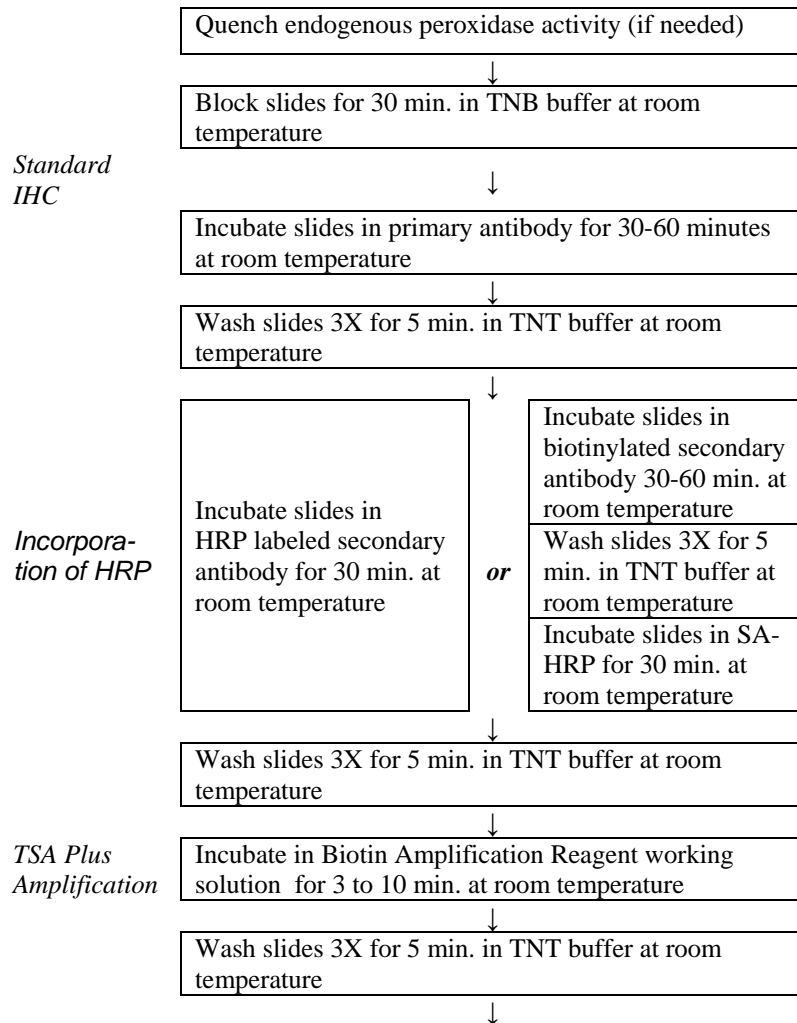 Quench endogenous peroxidase activity (if needed)
↓
Block slides for 30 min. in TNB buffer at room
temperature
Standard
IHC
↓
Incubate slides in primary antibody for 30-60 minutes
at room temperature
↓
Wash slides 3X for 5 min. in TNT buffer at room
temperature
↓
Incorpora-
tion of HRP
Incubate slides in
HRP labeled secondary
antibody for 30 min. at
room temperature
or
Incubate slides in
biotinylated secondary
antibody 30-60 min. at
room temperature
Wash slides 3X for 5
min. in TNT buffer at
room temperature
Incubate slides in SA-
HRP for 30 min. at
room temperature
↓
Wash slides 3X for 5 min. in TNT buffer at room
temperature
↓
TSA Plus
Amplification
Incubate in Biotin Amplification Reagent working
solution  for 3 to 10 min. at room temperature
↓
Wash slides 3X for 5 min. in TNT buffer at room
temperature
↓